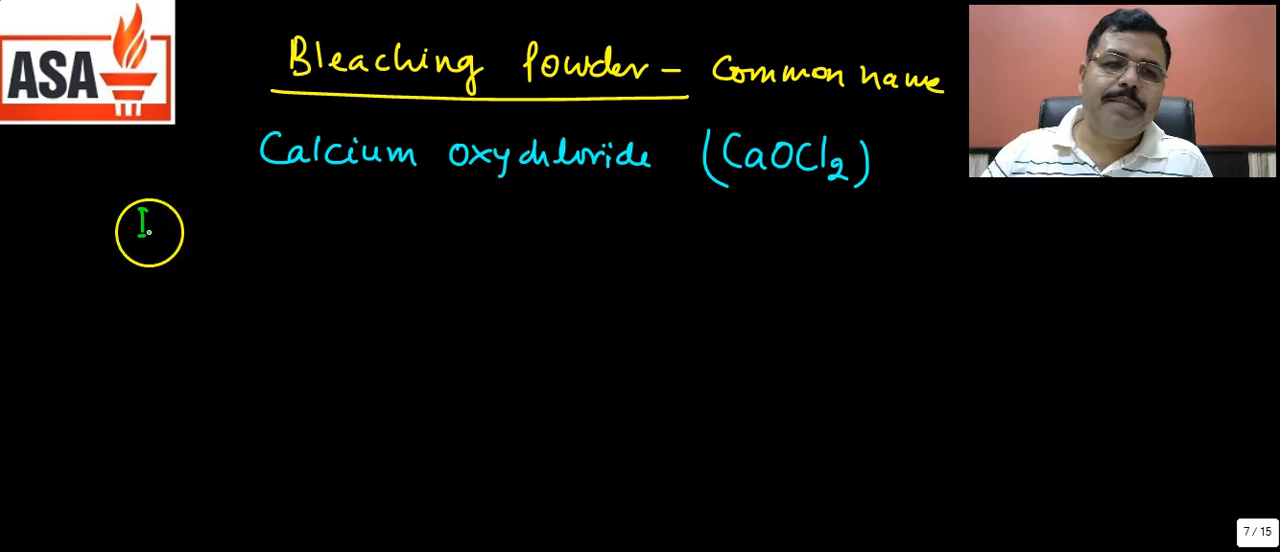 ASA
Bleaching Powder - Common name
Calcium oxychloride (CaOCl2)
I
7 / 15